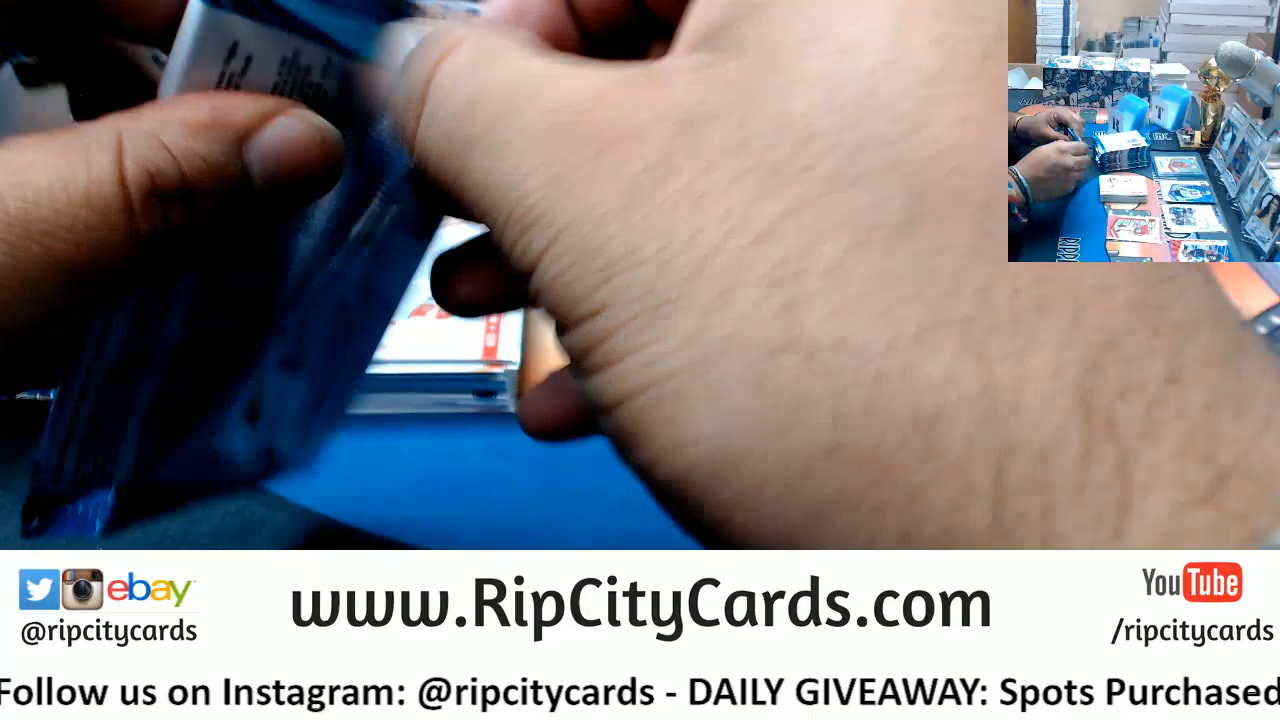 ebay
@ripcitycards
www.RipCityCards.com
YouTube
/ripcitycards
Follow us on Instagram: @ripcitycards - DAILY GIVEAWAY: Spots Purchased